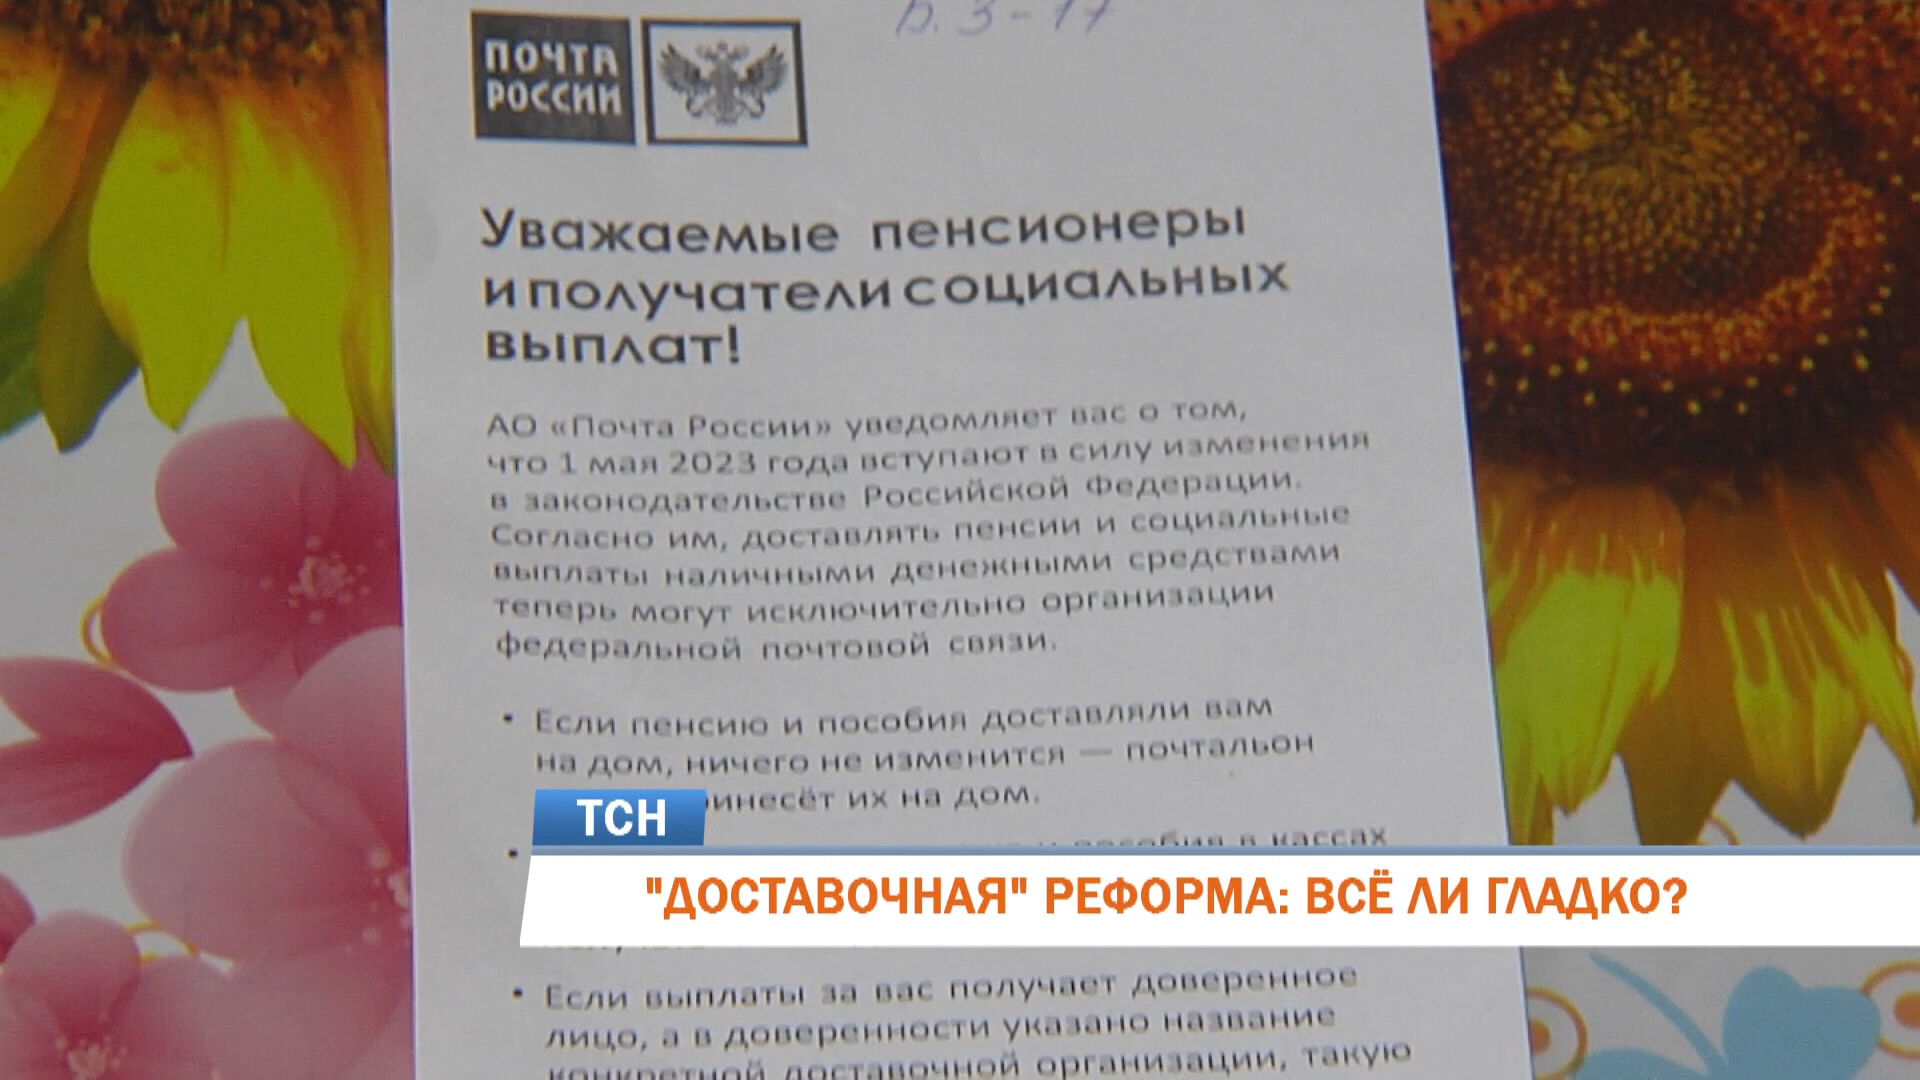 Б. 3-17
ПОЧТА
РОССИИ
Уважаемые пенсионеры
и получатели социальных
выплат!
АО «Почта России» уведомляет вас о том,
что 1 мая 2023 года вступают в силу изменения
в законодательстве Российской Федерации.
Согласно им, доставлять пенсии и социальные
выплаты наличными денежными средствами
теперь могут исключительно организации
федеральной почтовой связи.
• Если пенсию и пособия доставляли вам
на дом, ничего не изменится — почтальон
их на дом.
ТСН
• и пособия в кассах
"ДОСТАВОЧНАЯ" РЕФОРМА: ВСЁ ЛИ ГЛАДКО?
• Если выплаты за вас получает доверенное
лицо, а в доверенности указано название
конкретной доставочной организации, такую